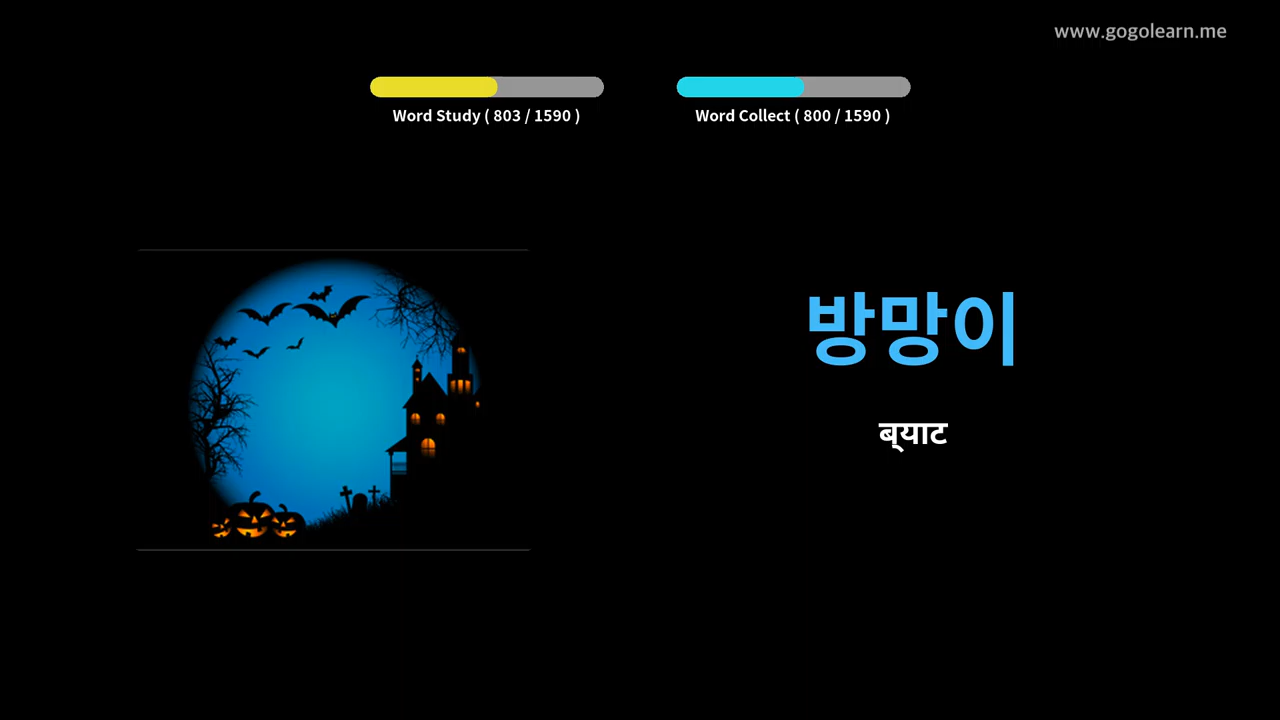 www.gogolearn.me
Word Study ( 803 / 1590 )
Word Collect ( 800 / 1590 )
방망이
ब्याट